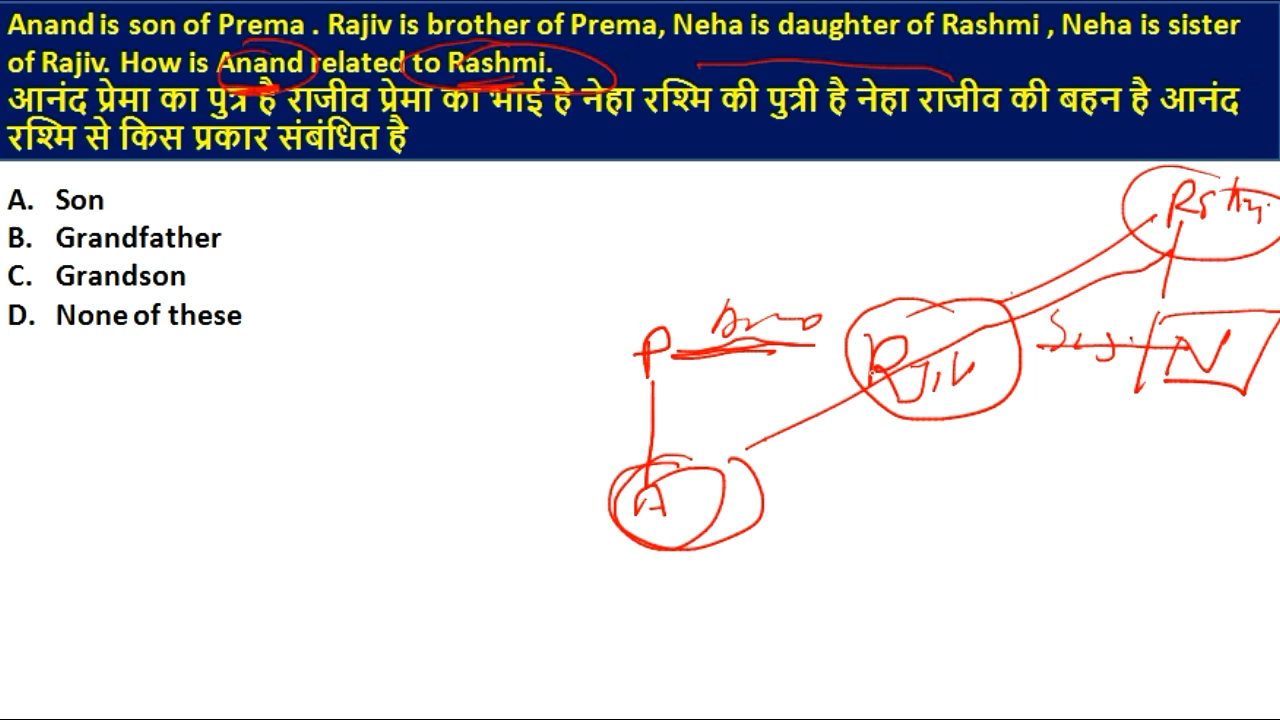 Anand is son of Prema . Rajiv is brother of Prema, Neha is daughter of Rashmi , Neha is sister
of Rajiv. How is Anand related to Rashmi.
आनंद प्रेमा का पुत्र है राजीव प्रेमा का भाई है नेहा रश्मि की पुत्री है नेहा राजीव की बहन है आनंद
रश्मि से किस प्रकार संबंधित है
A. Son
B. Grandfather
C. Grandson
D. None of these
P
N
A